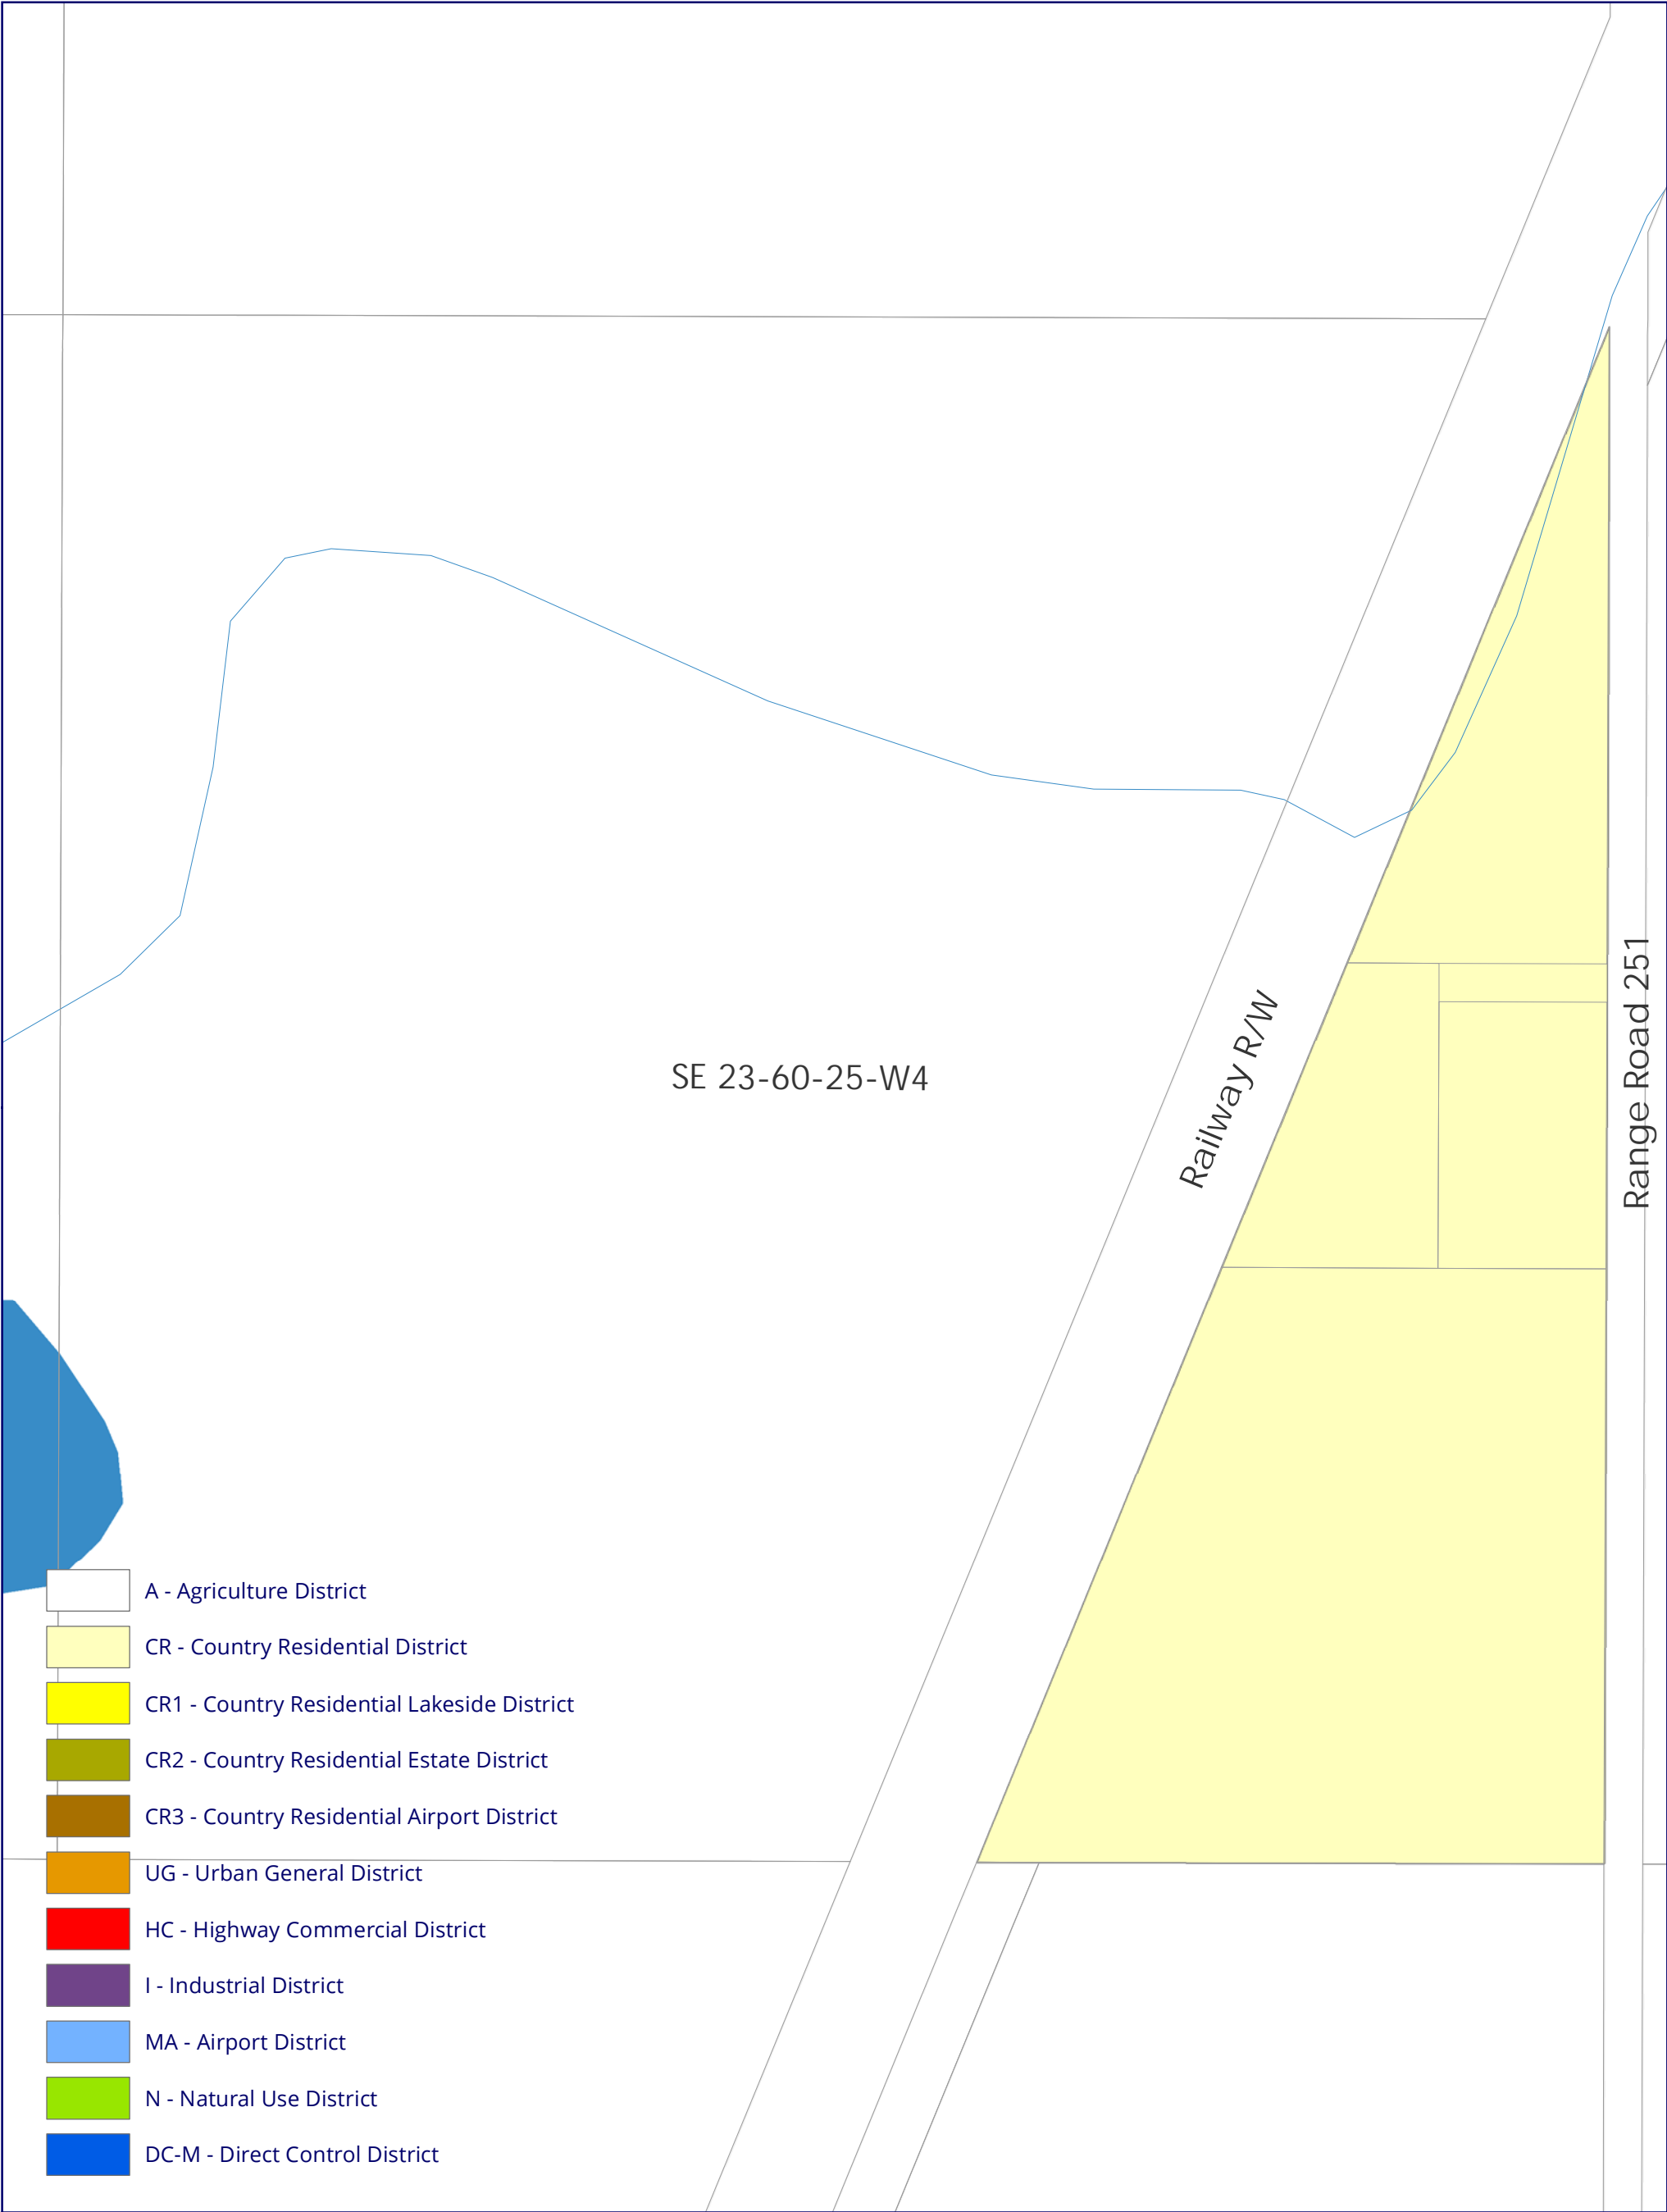 Range Road 251
Railway R/W
SE 23-60-25-W4
A - Agriculture District
CR - Country Residential District
CR1 - Country Residential Lakeside District
CR2 - Country Residential Estate District
CR3 - Country Residential Airport District
UG - Urban General District
HC - Highway Commercial District
I - Industrial District
MA - Airport District
N - Natural Use District
DC-M - Direct Control District